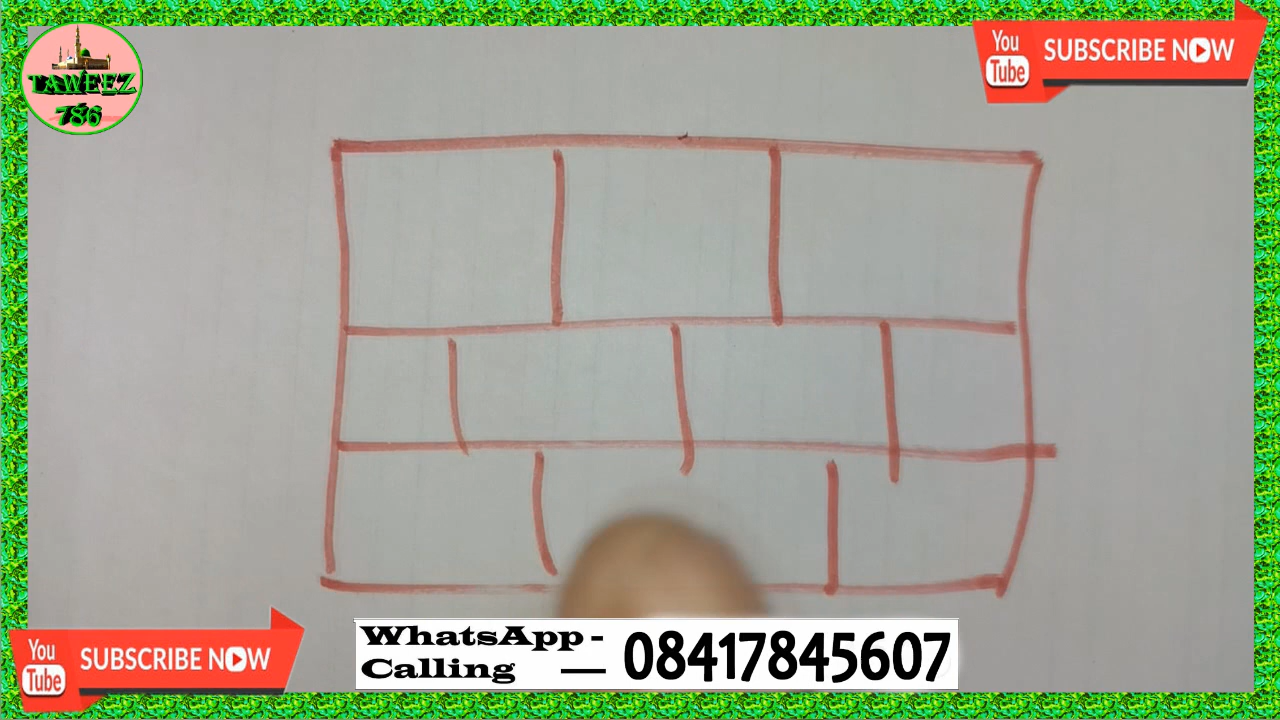 TAWEEZ
786
You
Tube
SUBSCRIBE NOW
You
Tube
SUBSCRIBE NOW
WhatsApp -
Calling — 08417845607